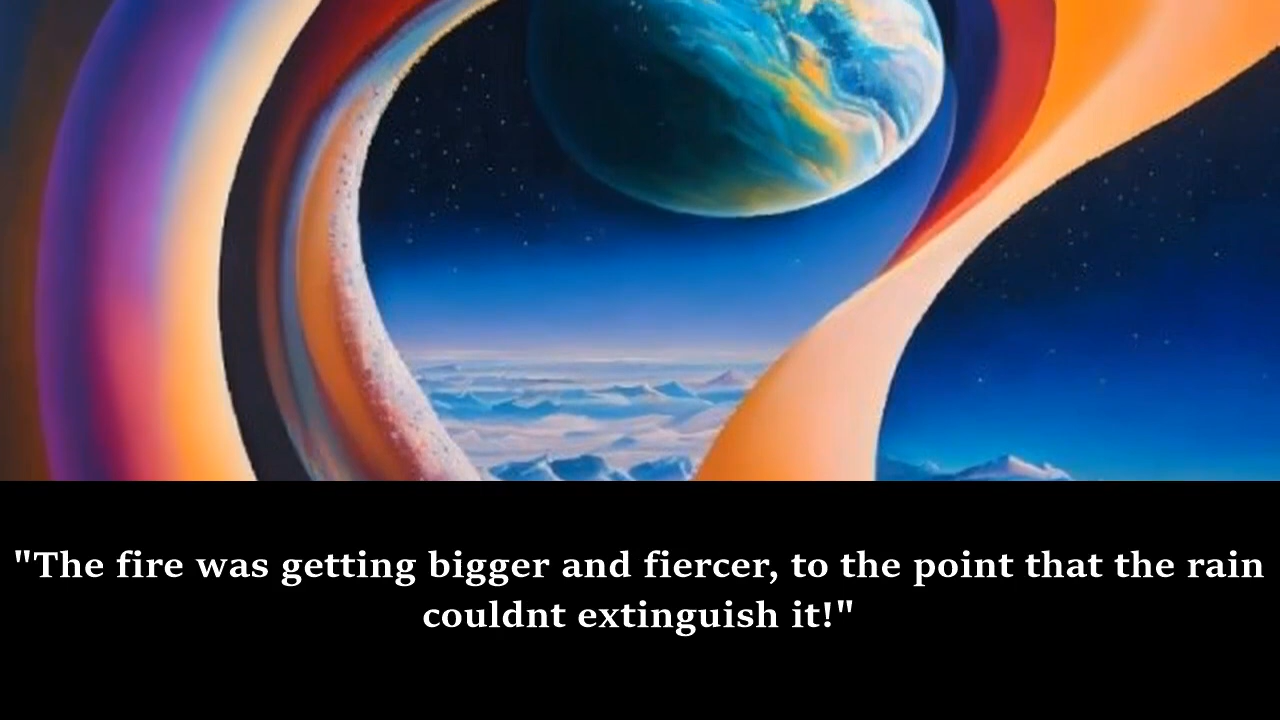 "The fire was getting bigger and fiercer, to the point that the rain
couldnt extinguish it!"